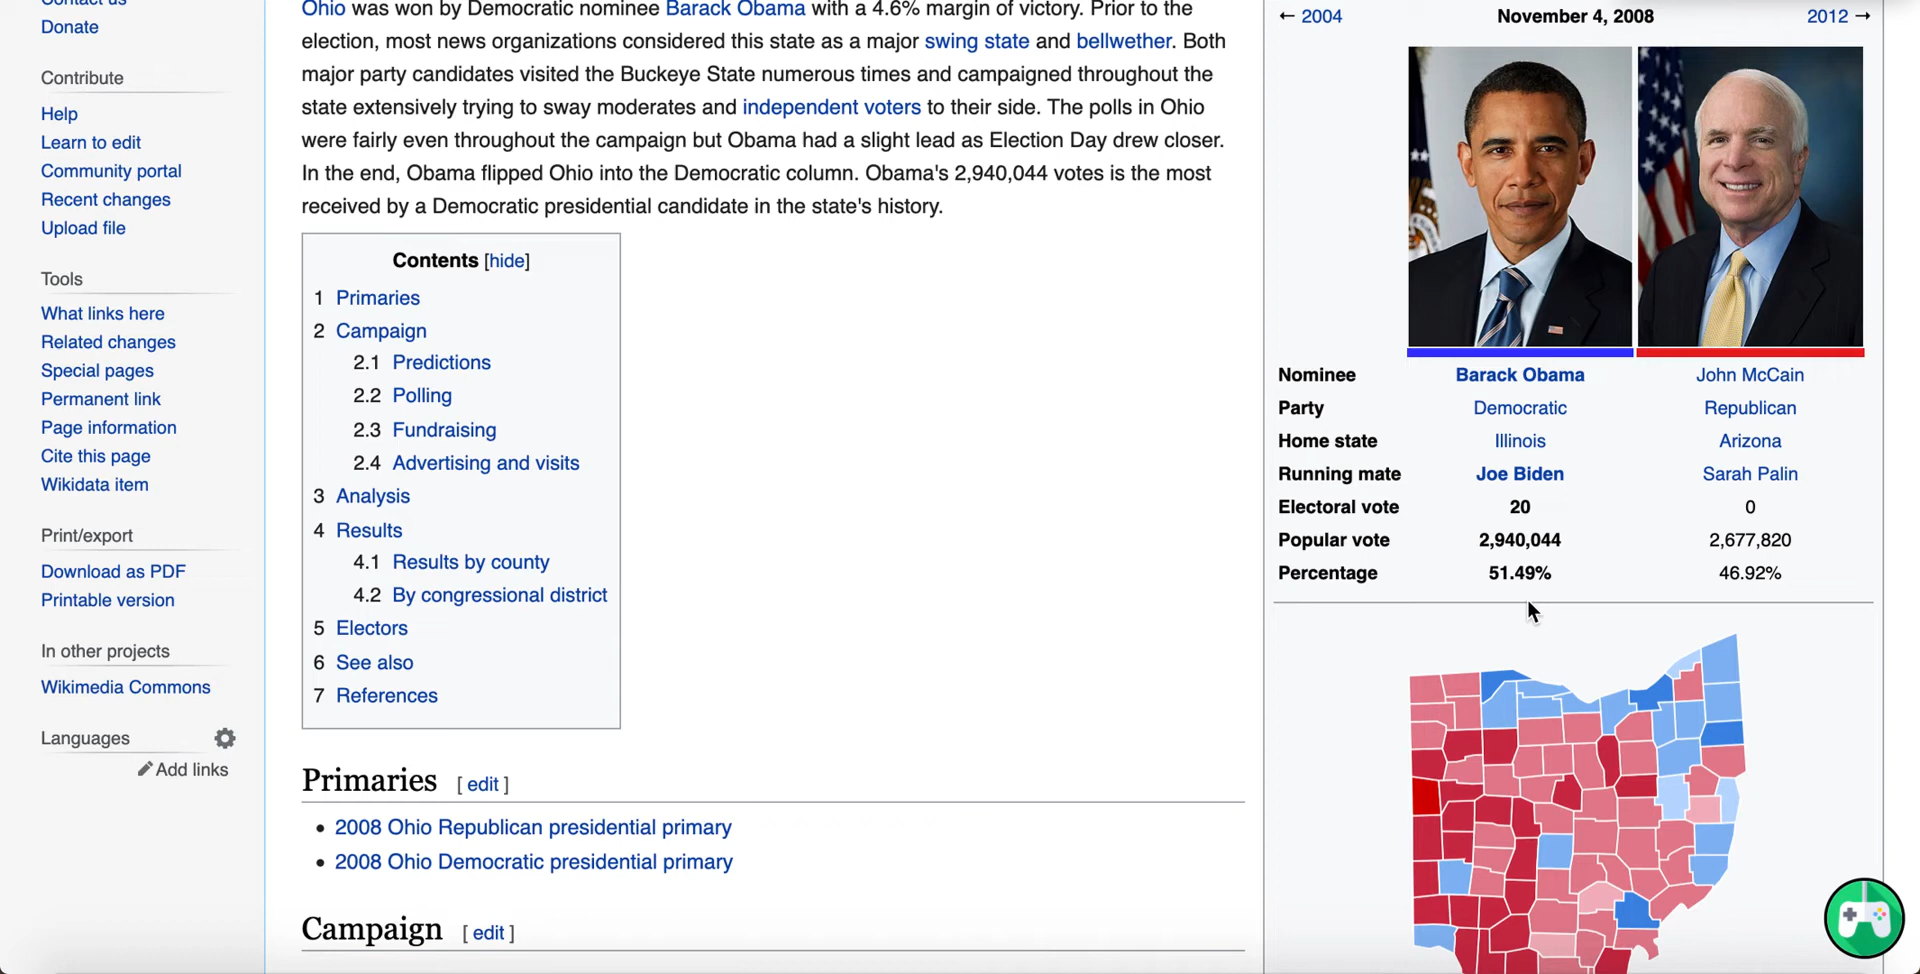 Contact us
Donate
Contribute
Help
Learn to edit
Community portal
Recent changes
Upload file
Tools
What links here
Related changes
Special pages
Permanent link
Page information
Cite this page
Wikidata item
Print/export
Download as PDF
Printable version
In other projects
Wikimedia Commons
Languages
Add links
Ohio was won by Democratic nominee Barack Obama with a 4.6% margin of victory. Prior to the
election, most news organizations considered this state as a major swing state and bellwether. Both
major party candidates visited the Buckeye State numerous times and campaigned throughout the
state extensively trying to sway moderates and independent voters to their side. The polls in Ohio
were fairly even throughout the campaign but Obama had a slight lead as Election Day drew closer.
In the end, Obama flipped Ohio into the Democratic column. Obama's 2,940,044 votes is the most
received by a Democratic presidential candidate in the state's history.
Contents [hide]
1 Primaries
2 Campaign
2.1 Predictions
2.2 Polling
2.3 Fundraising
2.4 Advertising and visits
3 Analysis
4 Results
4.1 Results by county
4.2 By congressional district
5 Electors
6 See also
7 References
Primaries [ edit ]
• 2008 Ohio Republican presidential primary
• 2008 Ohio Democratic presidential primary
Campaign [ edit ]
← 2004 November 4, 2008 2012 →
Nominee Barack Obama John McCain
Party Democratic Republican
Home state Illinois Arizona
Running mate Joe Biden Sarah Palin
Electoral vote 20 0
Popular vote 2,940,044 2,677,820
Percentage 51.49% 46.92%